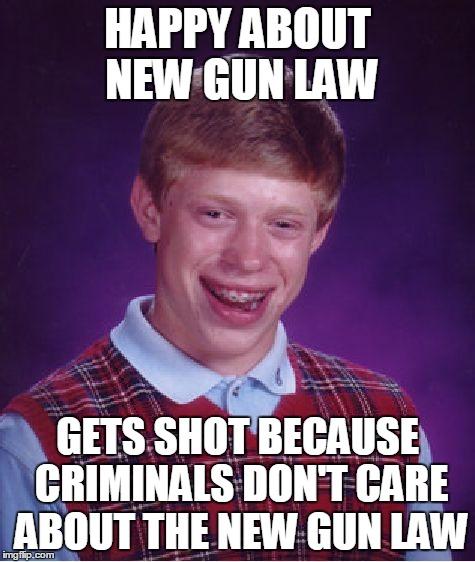 HAPPY ABOUT
NEW GUN LAW
GETS SHOT BECAUSE
CRIMINALS DON'T CARE
ABOUT THE NEW GUN LAW
imgflip.com